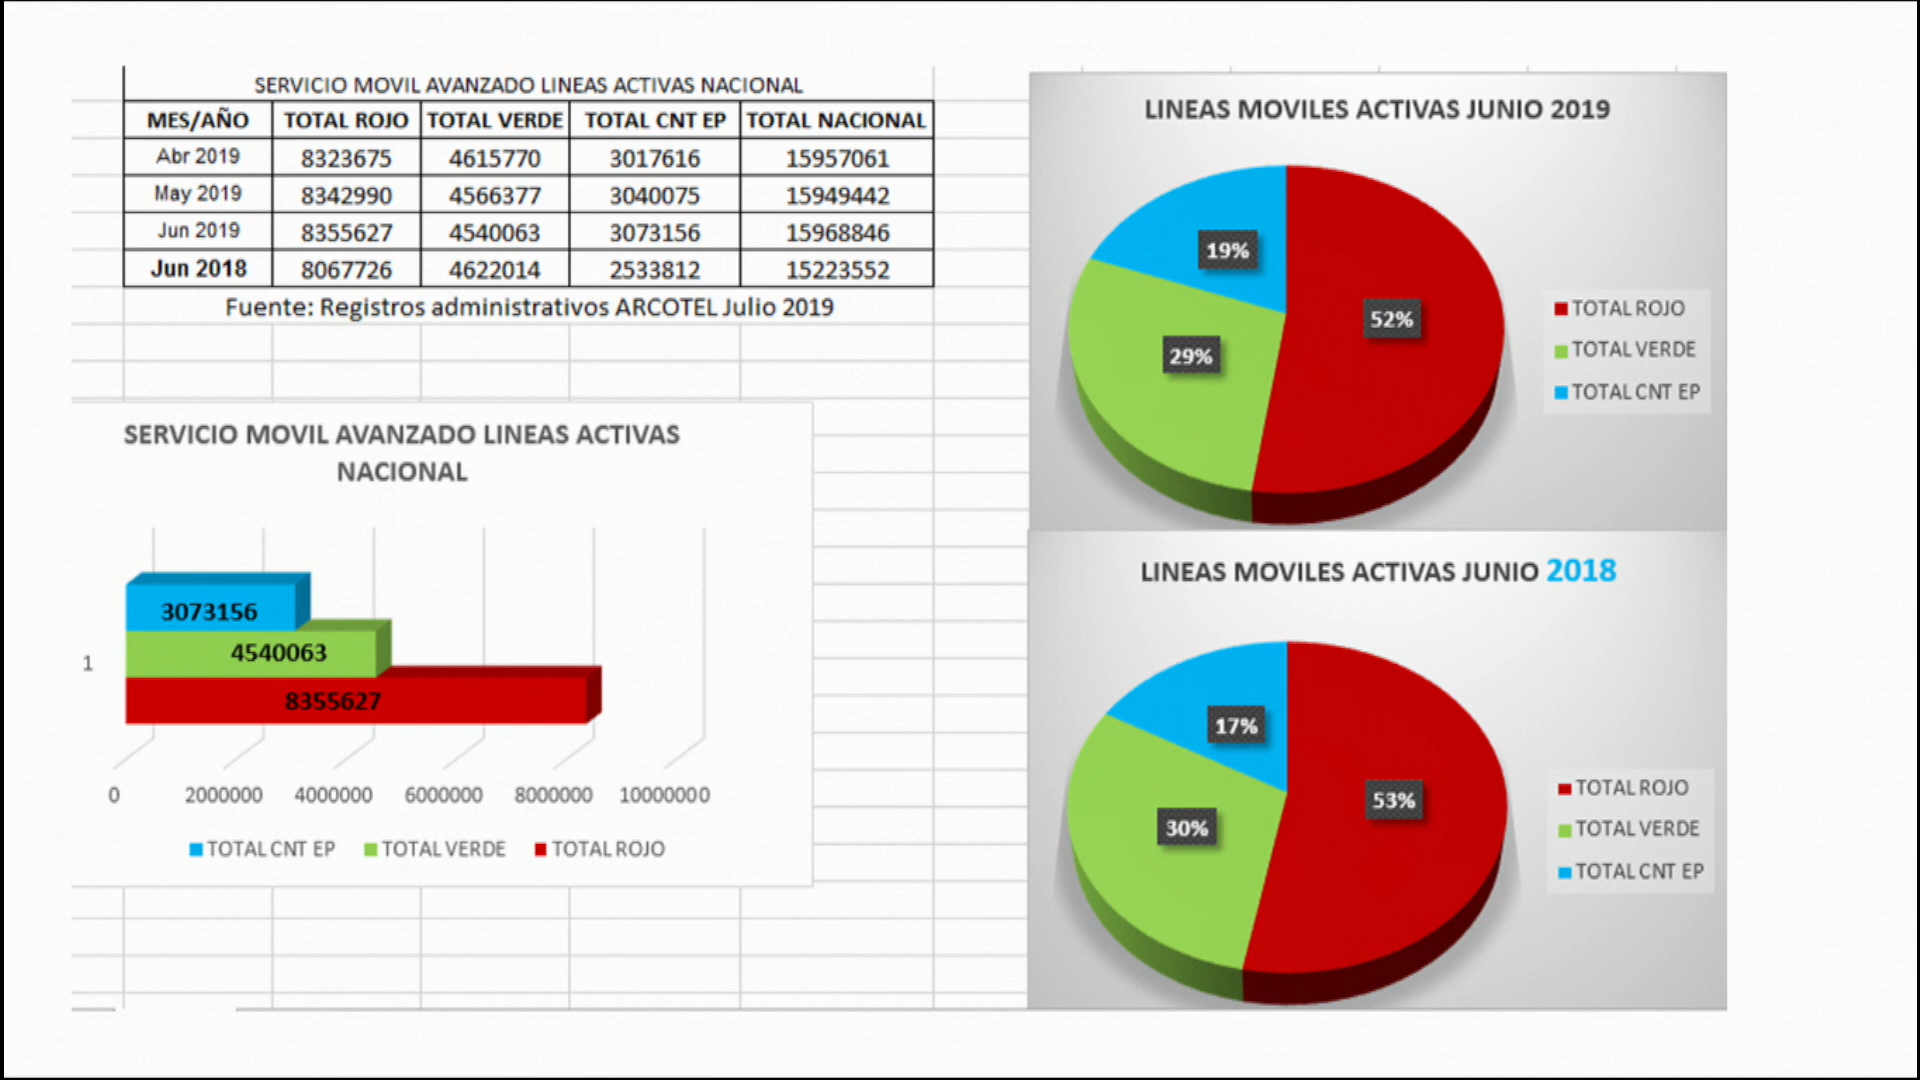 SERVICIO MOVIL AVANZADO LINEAS ACTIVAS NACIONAL
MES/AÑO TOTAL ROJO TOTAL VERDE TOTAL CNT EP TOTAL NACIONAL
Abr 2019 8323675 4615770 3017616 15957061
May 2019 8342990 4566377 3040075 15949442
Jun 2019 8355627 4540063 3073156 15968846
Jun 2018 8067726 4622014 2533812 15223552
Fuente: Registros administrativos ARCOTEL Julio 2019
SERVICIO MOVIL AVANZADO LINEAS ACTIVAS
NACIONAL
3073156
4540063
1
8355627
0 2000000 4000000 6000000 8000000 10000000
TOTAL CNT EP TOTAL VERDE TOTAL ROJO
LINEAS MOVILES ACTIVAS JUNIO 2019
19%
52%
29%
TOTAL ROJO
TOTAL VERDE
TOTAL CNT EP
LINEAS MOVILES ACTIVAS JUNIO 2018
17%
53%
30%
TOTAL ROJO
TOTAL VERDE
TOTAL CNT EP